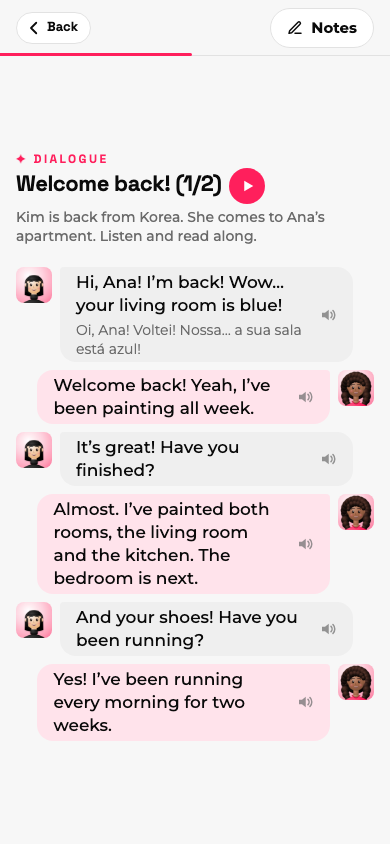 Back
Notes
DIALOGUE
Welcome back! (1/2)
Kim is back from Korea. She comes to Ana's
apartment. Listen and read along.
Hi, Ana! I'm back! Wow...
your living room is blue!
Oi, Ana! Voltei! Nossa... a sua sala
está azul!
Welcome back! Yeah, I've
been painting all week.
It's great! Have you
finished?
Almost. I've painted both
rooms, the living room
and the kitchen. The
bedroom is next.
And your shoes! Have you
been running?
Yes! I've been running
every morning for two
weeks.